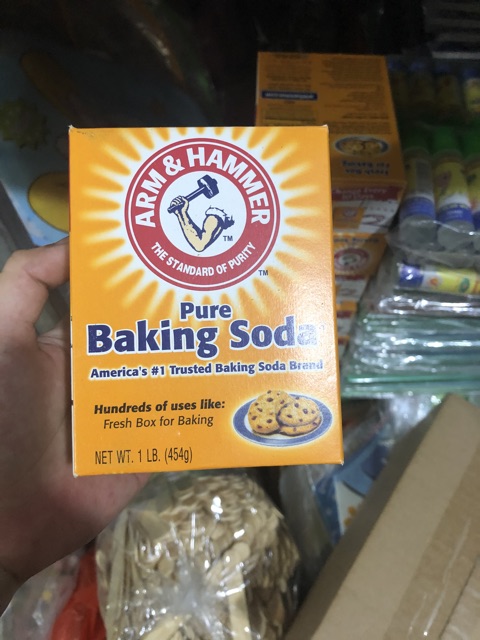 ARM & HAMMER
THE STANDARD OF PURITY
TM
TM
Pure
Baking Soda
America's #1 Trusted Baking Soda Brand
Hundreds of uses like:
Fresh Box for Baking
NET WT. 1 LB. (454g)